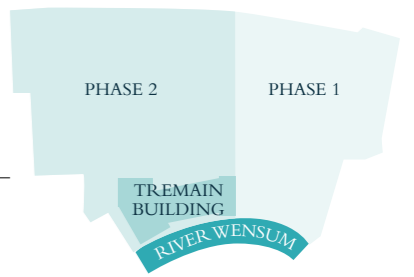 PHASE 2
PHASE 1
TREMAIN
BUILDING
RIVER WENSUM